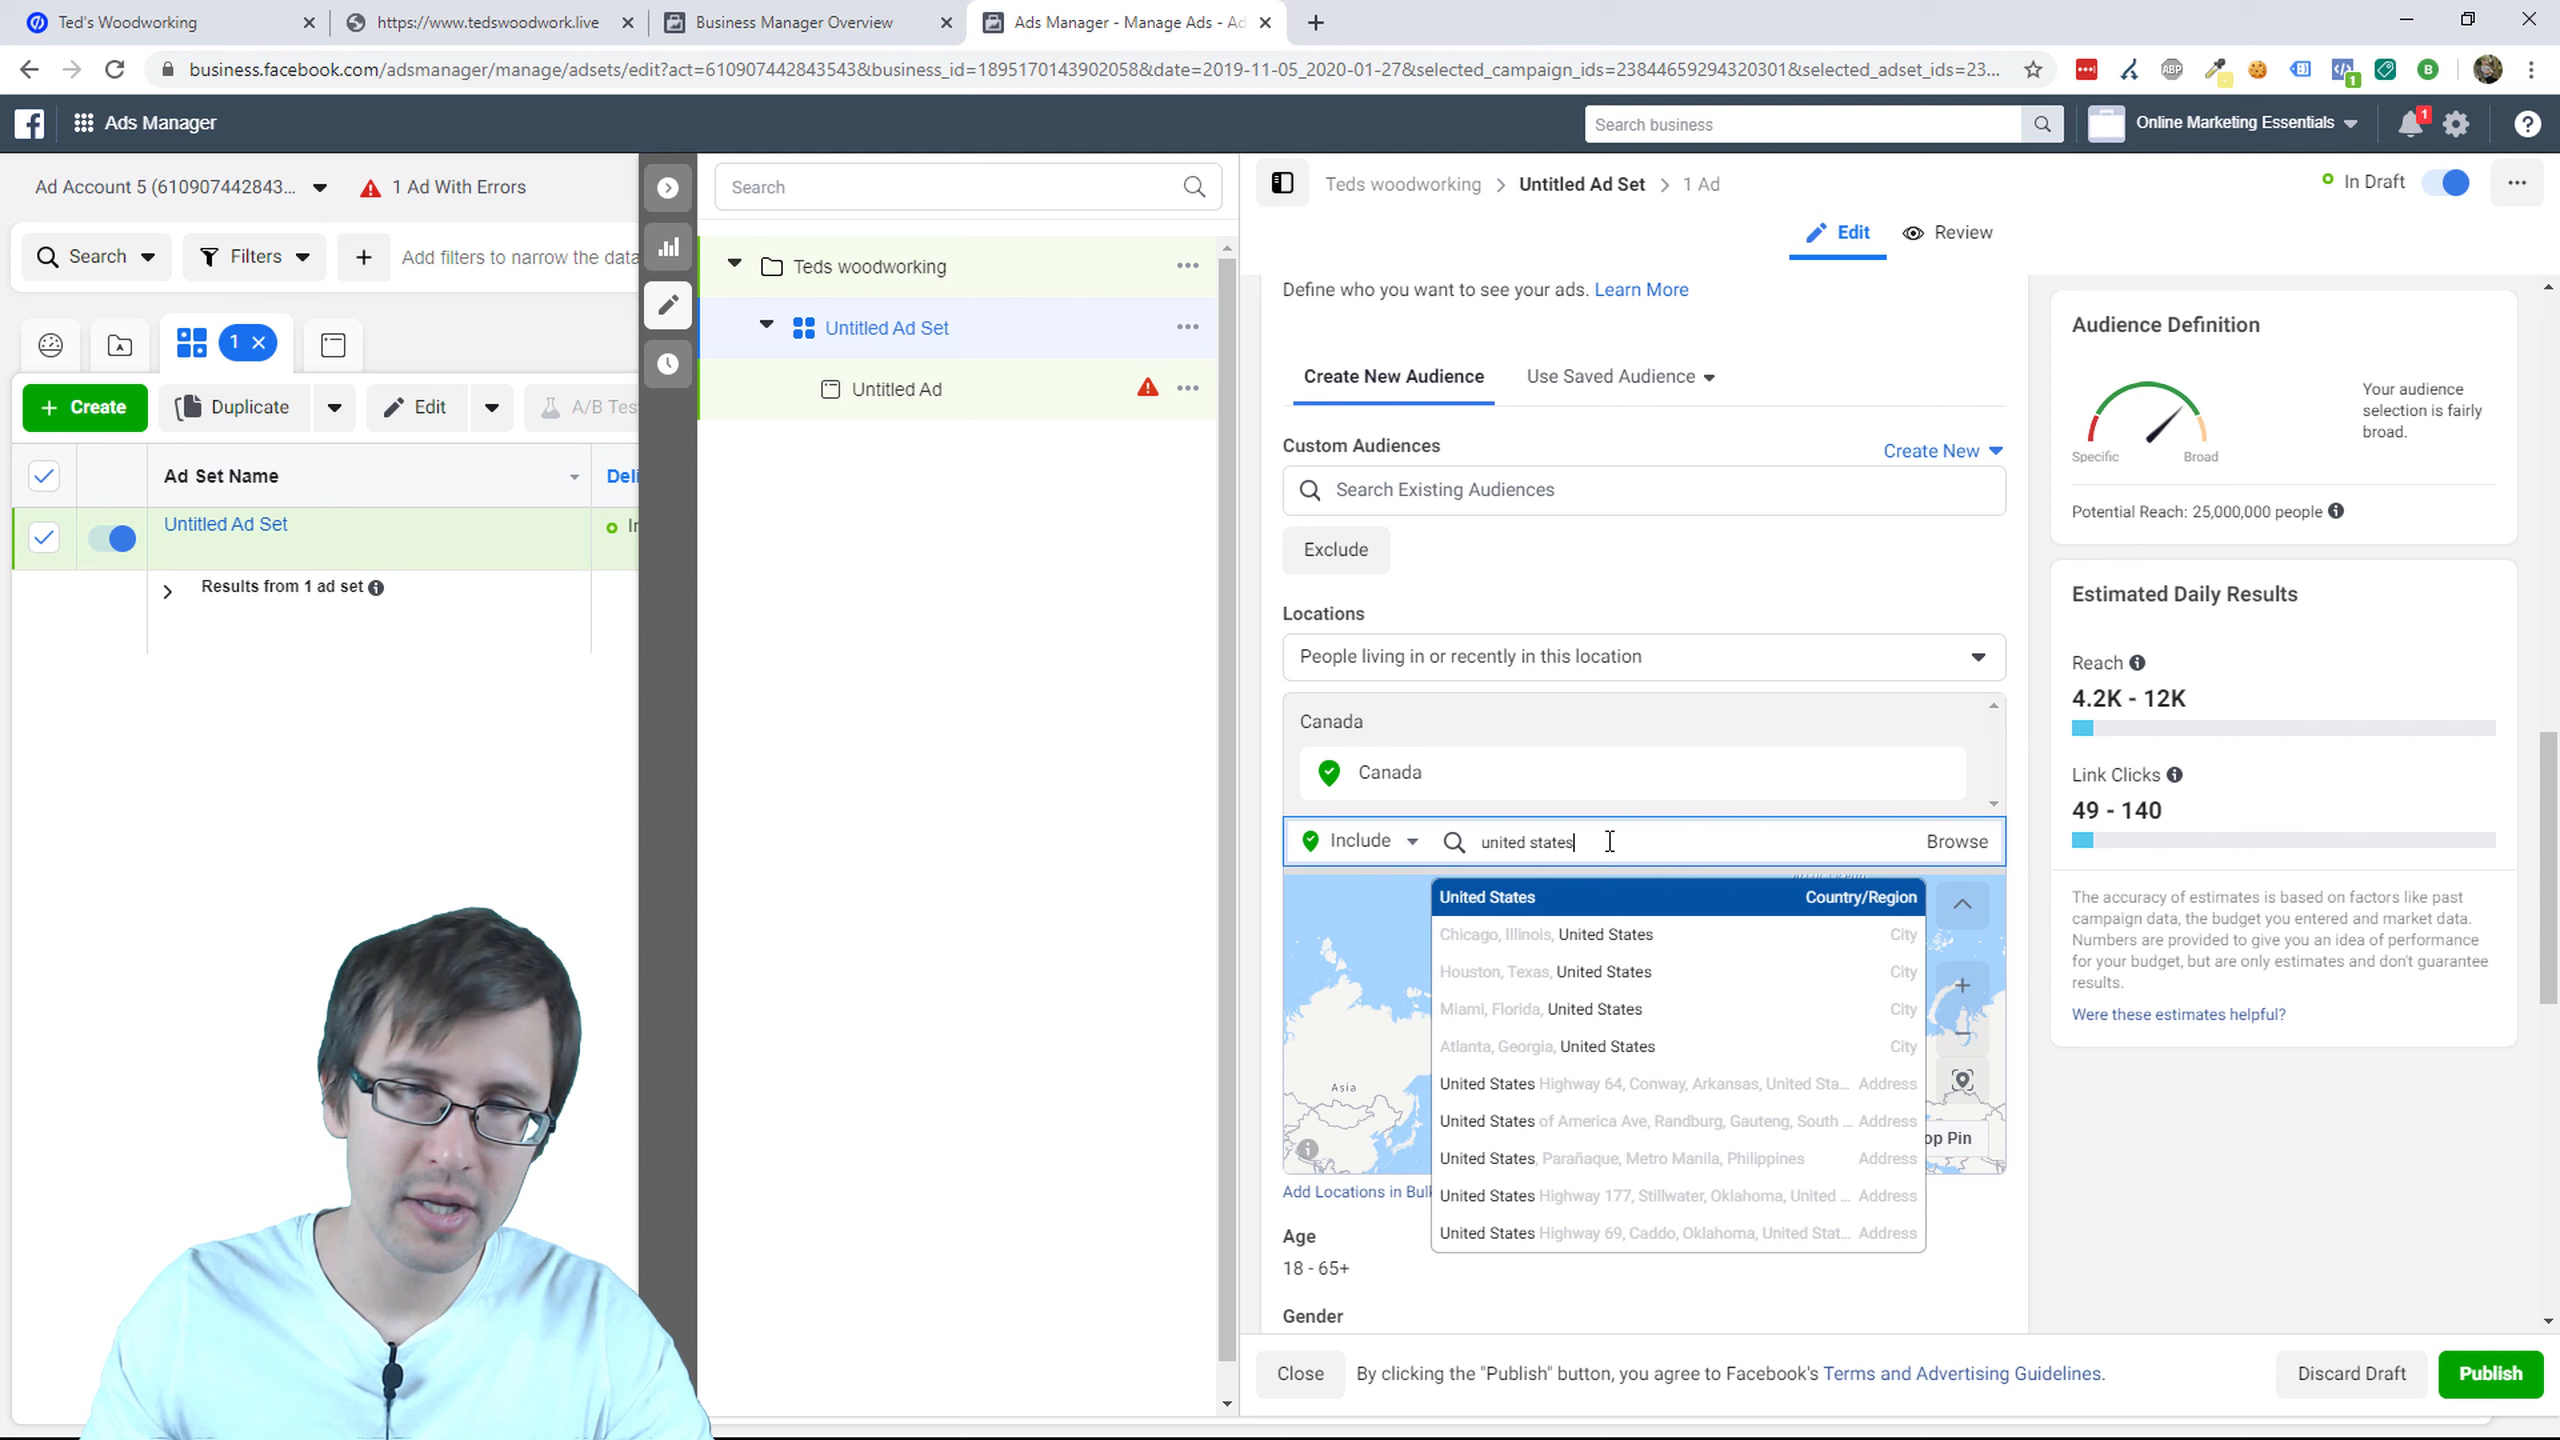 Ted's Woodworking
https://www.tedswoodwork.live
Business Manager Overview
Ads Manager - Manage Ads - Ad
business.facebook.com/adsmanager/manage/adsets/edit?act=610907442843543&business_id=1895170143902058&date=2019-11-05_2020-01-27&selected_campaign_ids=23844659294320301&selected_adset_ids=23...
ABP
1
B
Ads Manager
Search business
Online Marketing Essentials
1
Ad Account 5 (610907442843...
1 Ad With Errors
Search
Filters
Add filters to narrow the data
1
Create
Duplicate
Edit
A/B Tes
Ad Set Name
Deli
Untitled Ad Set
Results from 1 ad set
Search
Teds woodworking
Untitled Ad Set
Untitled Ad
Teds woodworking > Untitled Ad Set > 1 Ad
In Draft
Edit
Review
Define who you want to see your ads. Learn More
Create New Audience
Use Saved Audience
Custom Audiences
Create New
Search Existing Audiences
Exclude
Locations
People living in or recently in this location
Canada
Canada
Include
united states
Browse
United States Country/Region
Chicago, Illinois, United States City
Houston, Texas, United States City
Miami, Florida, United States City
Atlanta, Georgia, United States City
United States Highway 64, Conway, Arkansas, United Sta... Address
United States of America Ave, Randburg, Gauteng, South ... Address
United States, Parañaque, Metro Manila, Philippines Address
United States Highway 177, Stillwater, Oklahoma, United ... Address
United States Highway 69, Caddo, Oklahoma, United Stat... Address
Asia
op Pin
Add Locations in Bul
Age
18 - 65+
Gender
Audience Definition
Your audience
selection is fairly
broad.
Specific
Broad
Potential Reach: 25,000,000 people
Estimated Daily Results
Reach
4.2K - 12K
Link Clicks
49 - 140
The accuracy of estimates is based on factors like past
campaign data, the budget you entered and market data.
Numbers are provided to give you an idea of performance
for your budget, but are only estimates and don't guarantee
results.
Were these estimates helpful?
Close
By clicking the "Publish" button, you agree to Facebook's Terms and Advertising Guidelines.
Discard Draft
Publish